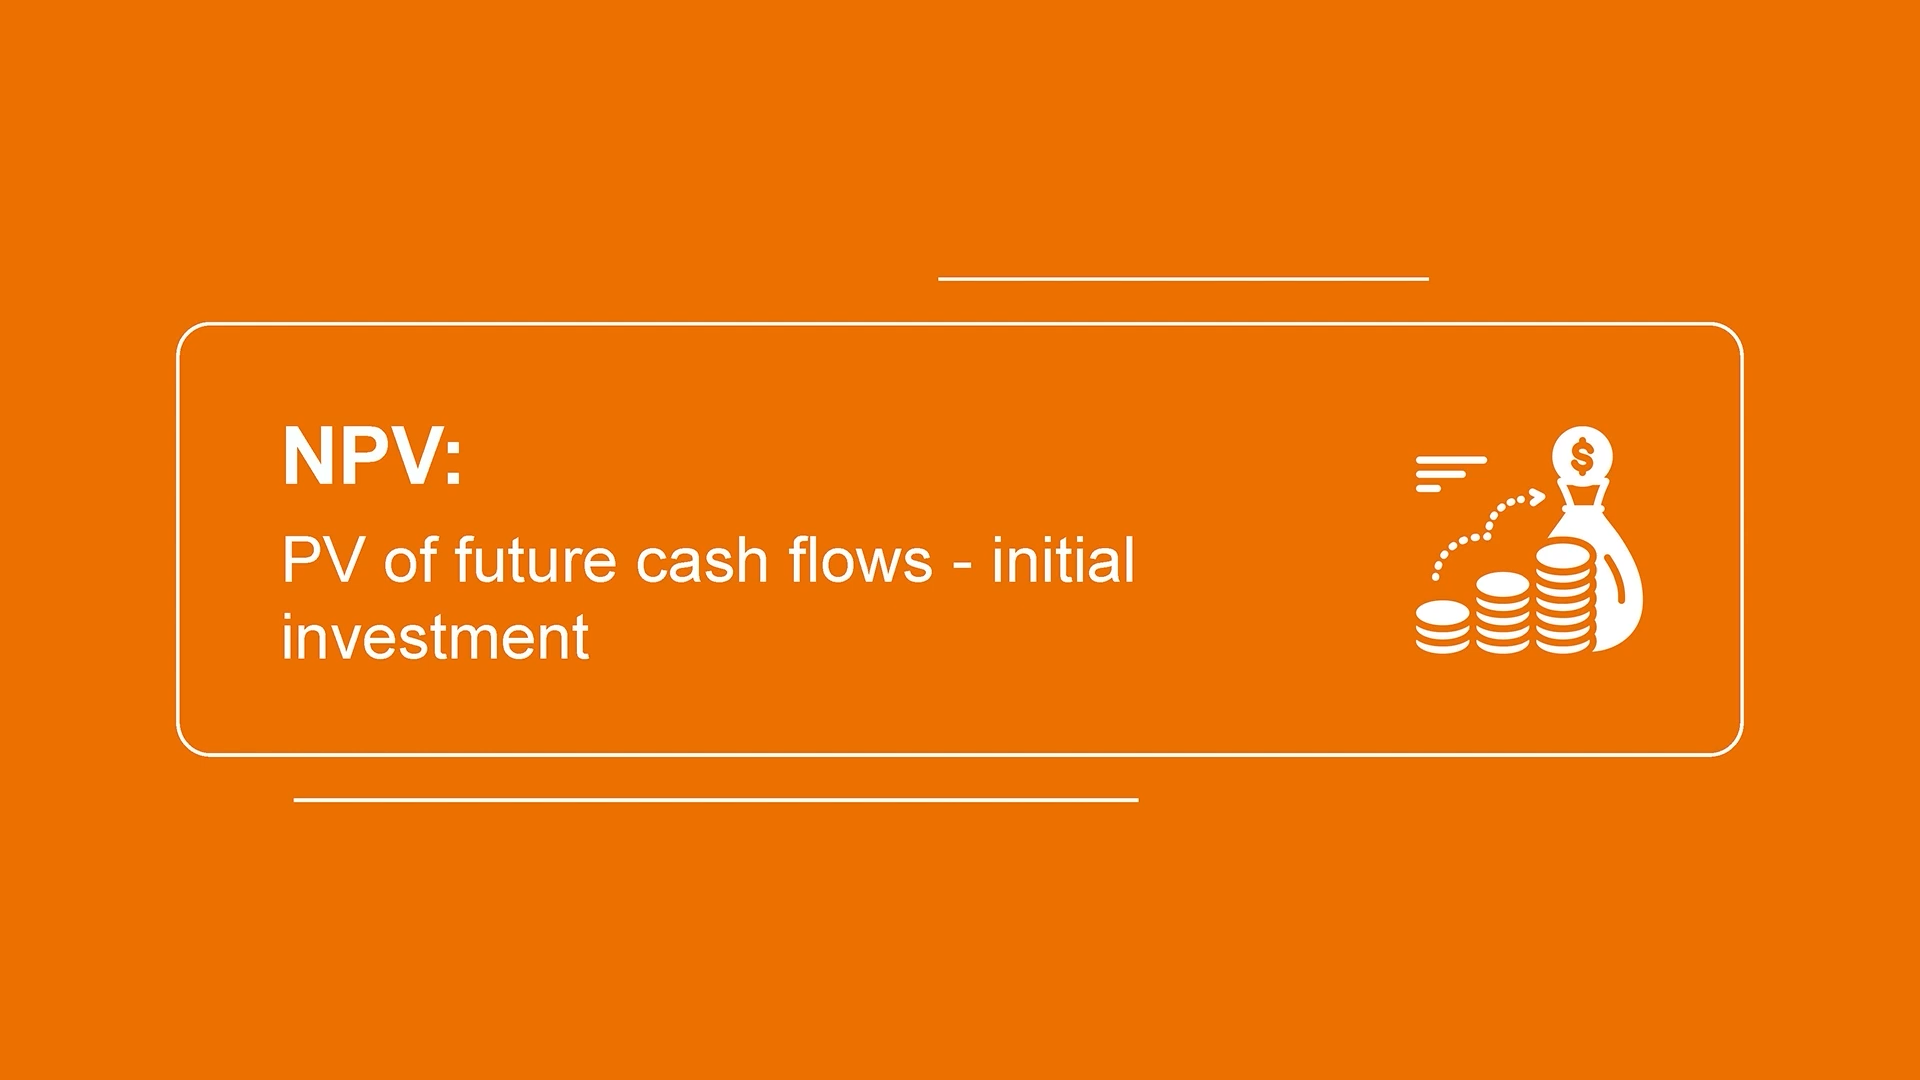 NPV:
PV of future cash flows - initial
investment
$